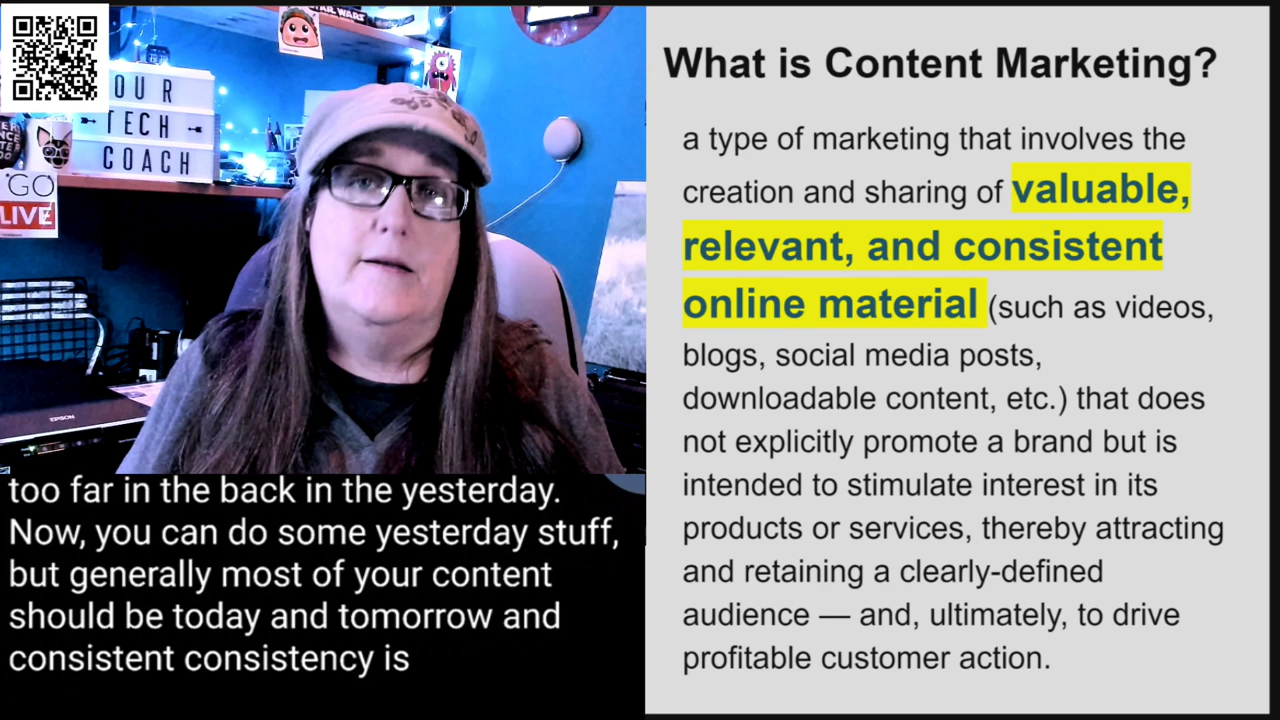 STAR WARS
OUR
TECH
COACH
GO
LIVE
EPSON
too far in the back in the yesterday.
Now, you can do some yesterday stuff,
but generally most of your content
should be today and tomorrow and
consistent consistency is
What is Content Marketing?
a type of marketing that involves the
creation and sharing of valuable,
relevant, and consistent
online material (such as videos,
blogs, social media posts,
downloadable content, etc.) that does
not explicitly promote a brand but is
intended to stimulate interest in its
products or services, thereby attracting
and retaining a clearly-defined
audience — and, ultimately, to drive
profitable customer action.